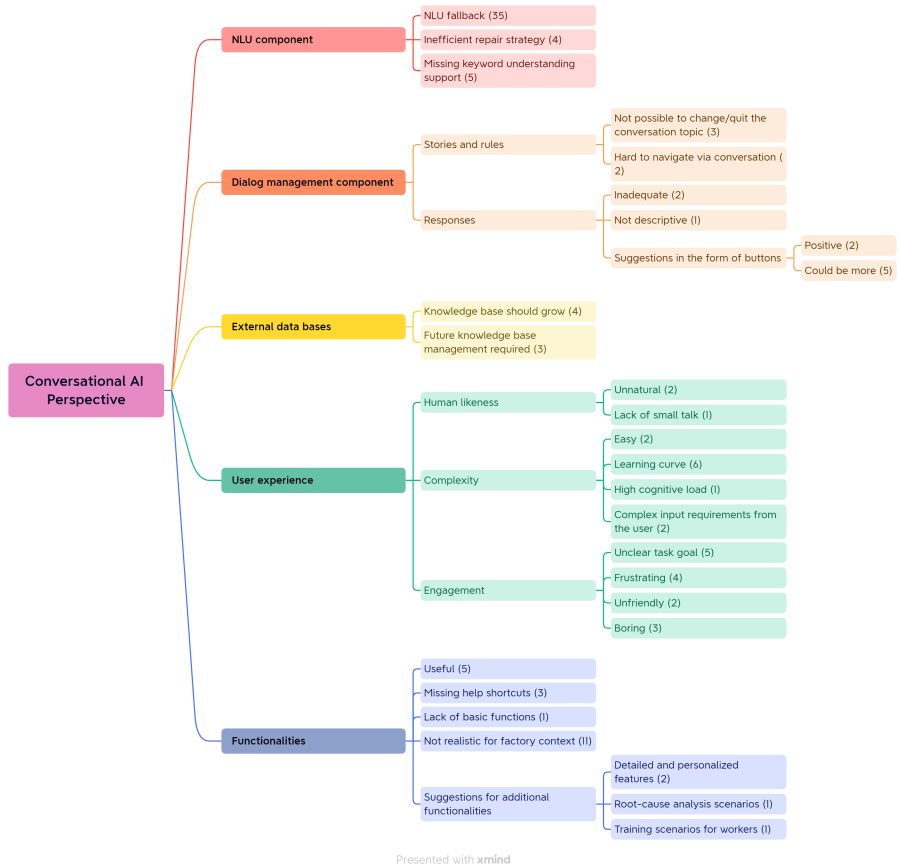 Conversational AI
Perspective
NLU component
NLU fallback (35)
Inefficient repair strategy (4)
Missing keyword understanding
support (5)
Dialog management component
Stories and rules
Not possible to change/quit the
conversation topic (3)
Hard to navigate via conversation (
2)
Responses
Inadequate (2)
Not descriptive (1)
Suggestions in the form of buttons
Positive (2)
Could be more (5)
External data bases
Knowledge base should grow (4)
Future knowledge base
management required (3)
User experience
Human likeness
Unnatural (2)
Lack of small talk (1)
Complexity
Easy (2)
Learning curve (6)
High cognitive load (1)
Complex input requirements from
the user (2)
Engagement
Unclear task goal (5)
Frustrating (4)
Unfriendly (2)
Boring (3)
Functionalities
Useful (5)
Missing help shortcuts (3)
Lack of basic functions (1)
Not realistic for factory context (11)
Suggestions for additional
functionalities
Detailed and personalized
features (2)
Root-cause analysis scenarios (1)
Training scenarios for workers (1)
Presented with xmind